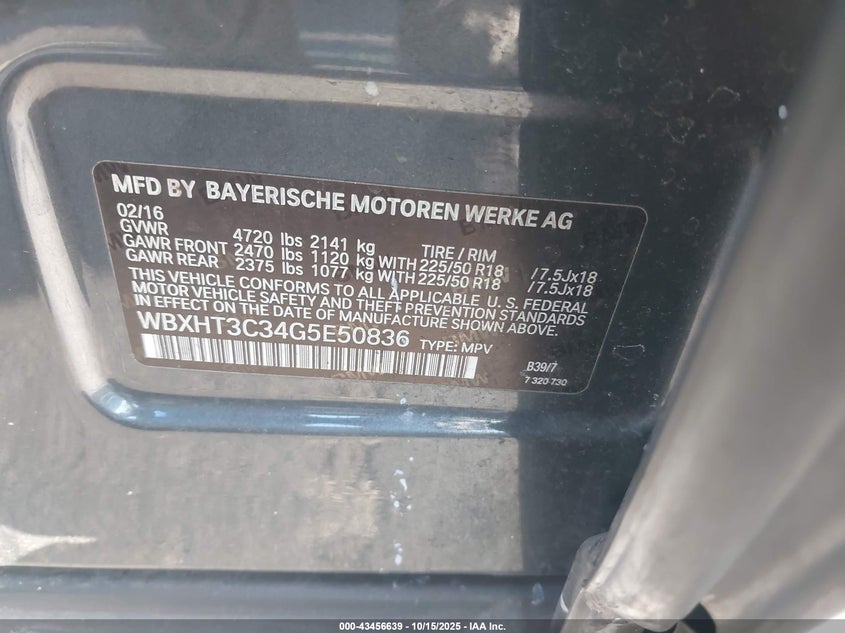 MFD BY BAYERISCHE MOTOREN WERKE AG
02/16
GVWR 4720 lbs 2141 kg TIRE / RIM
GAWR FRONT 2470 lbs 1120 kg WITH 225/50 R18 / 7.5Jx18
GAWR REAR 2375 lbs 1077 kg WITH 225/50 R18 / 7.5Jx18
THIS VEHICLE CONFORMS TO ALL APPLICABLE U. S. FEDERAL
MOTOR VEHICLE SAFETY AND THEFT PREVENTION STANDARDS
IN EFFECT ON THE DATE OF MANUFACTURE SHOWN ABOVE.
WBXHT3C34G5E50836 TYPE: MPV
B39/7
7 320 730
000-43456639 - 10/15/2025 - IAA Inc.